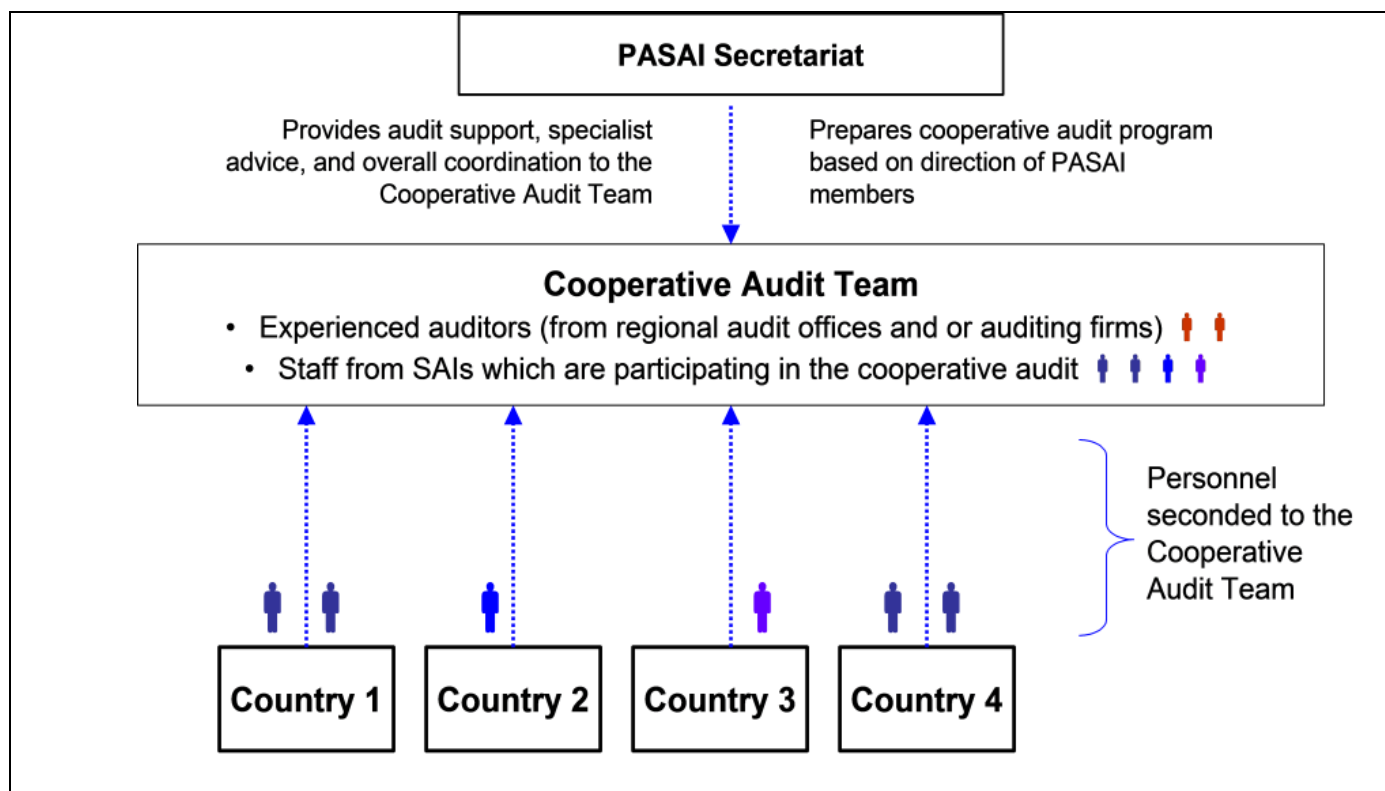 PASAI Secretariat
Provides audit support, specialist
advice, and overall coordination to the
Cooperative Audit Team
Prepares cooperative audit program
based on direction of PASAI
members
Cooperative Audit Team
• Experienced auditors (from regional audit offices and or auditing firms)
• Staff from SAIs which are participating in the cooperative audit
Personnel
seconded to the
Cooperative
Audit Team
Country 1
Country 2
Country 3
Country 4